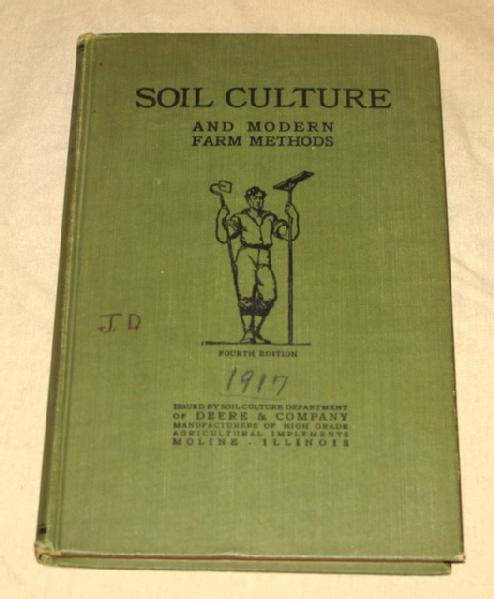 SOIL CULTURE
AND MODERN
FARM METHODS
J.D
FOURTH EDITION
1917
ISSUED BY SOIL CULTURE DEPARTMENT
OF DEERE & COMPANY
MANUFACTURERS OF HIGH GRADE
AGRICULTURAL IMPLEMENTS
MOLINE - ILLINOIS